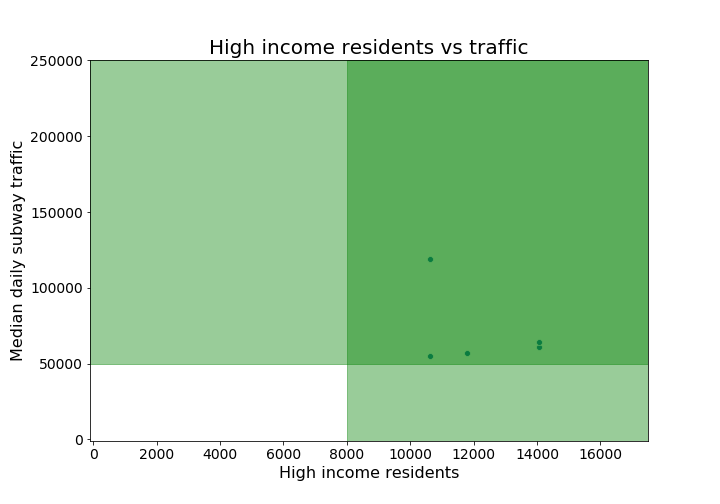 High income residents vs traffic
250000
200000
150000
100000
50000
0
Median daily subway traffic
0 2000 4000 6000 8000 10000 12000 14000 16000
High income residents